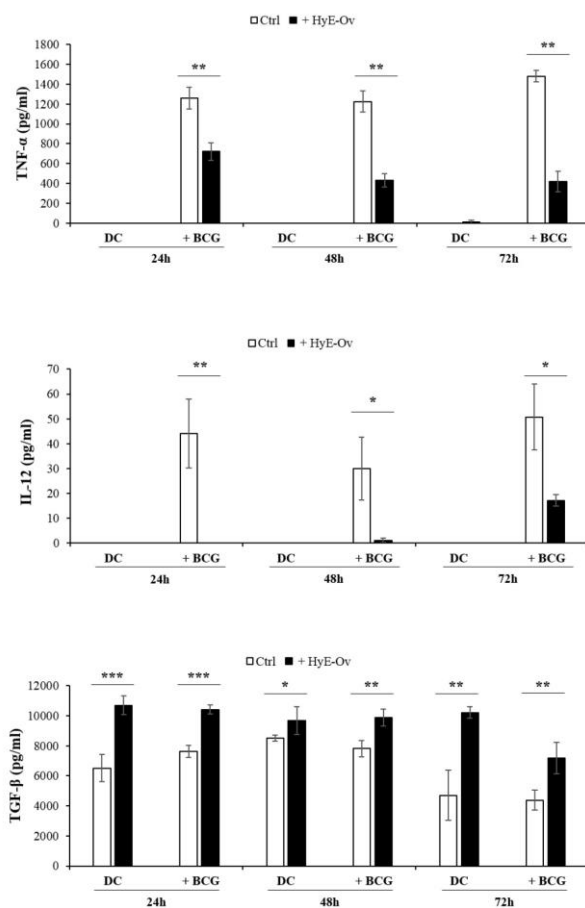 Ctrl + HyE-Ov
TNF-α (pg/ml)
1800
1600
1400
1200
1000
800
600
400
200
0
** ** **
DC + BCG DC + BCG DC + BCG
24h 48h 72h
Ctrl + HyE-Ov
IL-12 (pg/ml)
70
60
50
40
30
20
10
0
** * *
DC + BCG DC + BCG DC + BCG
24h 48h 72h
Ctrl + HyE-Ov
TGF-β (pg/ml)
12000
10000
8000
6000
4000
2000
0
*** *** * ** ** **
DC + BCG DC + BCG DC + BCG
24h 48h 72h